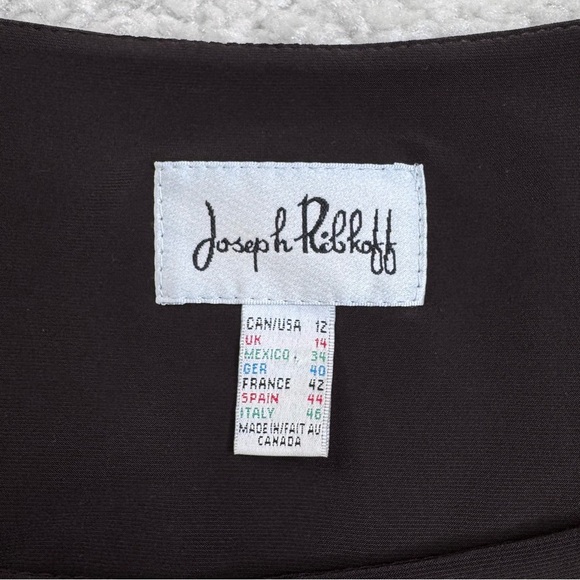 Joseph Ribkoff
CAN/USA 12
UK 14
MEXICO. 34
GER 40
FRANCE 42
SPAIN 44
ITALY 46
MADE IN/FAIT AU
CANADA